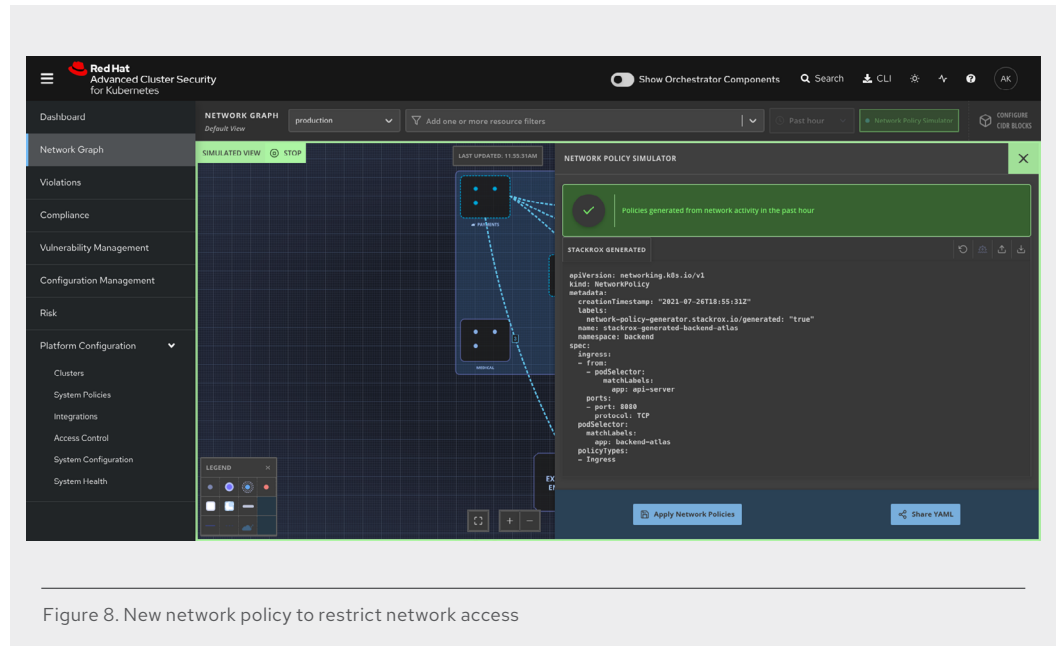 Red Hat
Advanced Cluster Security
for Kubernetes
Show Orchestrator Components
Search
CLI
AK
Dashboard
Network Graph
Violations
Compliance
Vulnerability Management
Configuration Management
Risk
Platform Configuration
Clusters
System Policies
Integrations
Access Control
System Configuration
System Health
NETWORK GRAPH
Default View
production
Add one or more resource filters
Past hour
Network Policy Simulator
CONFIGURE
CIDR BLOCKS
SIMULATED VIEW STOP
LAST UPDATED: 11:55:31AM
PAYMENTS
MEDICAL
EX
EN
LEGEND
NETWORK POLICY SIMULATOR
Policies generated from network activity in the past hour
STACKROX GENERATED
apiVersion: networking.k8s.io/v1
kind: NetworkPolicy
metadata:
  creationTimestamp: "2021-07-26T18:55:31Z"
  labels:
    network-policy-generator.stackrox.io/generated: "true"
  name: stackrox-generated-backend-atlas
  namespace: backend
spec:
  ingress:
  - from:
    - podSelector:
        matchLabels:
          app: api-server
    ports:
    - port: 8080
      protocol: TCP
  podSelector:
    matchLabels:
      app: backend-atlas
  policyTypes:
  - Ingress
Apply Network Policies
Share YAML
Figure 8. New network policy to restrict network access